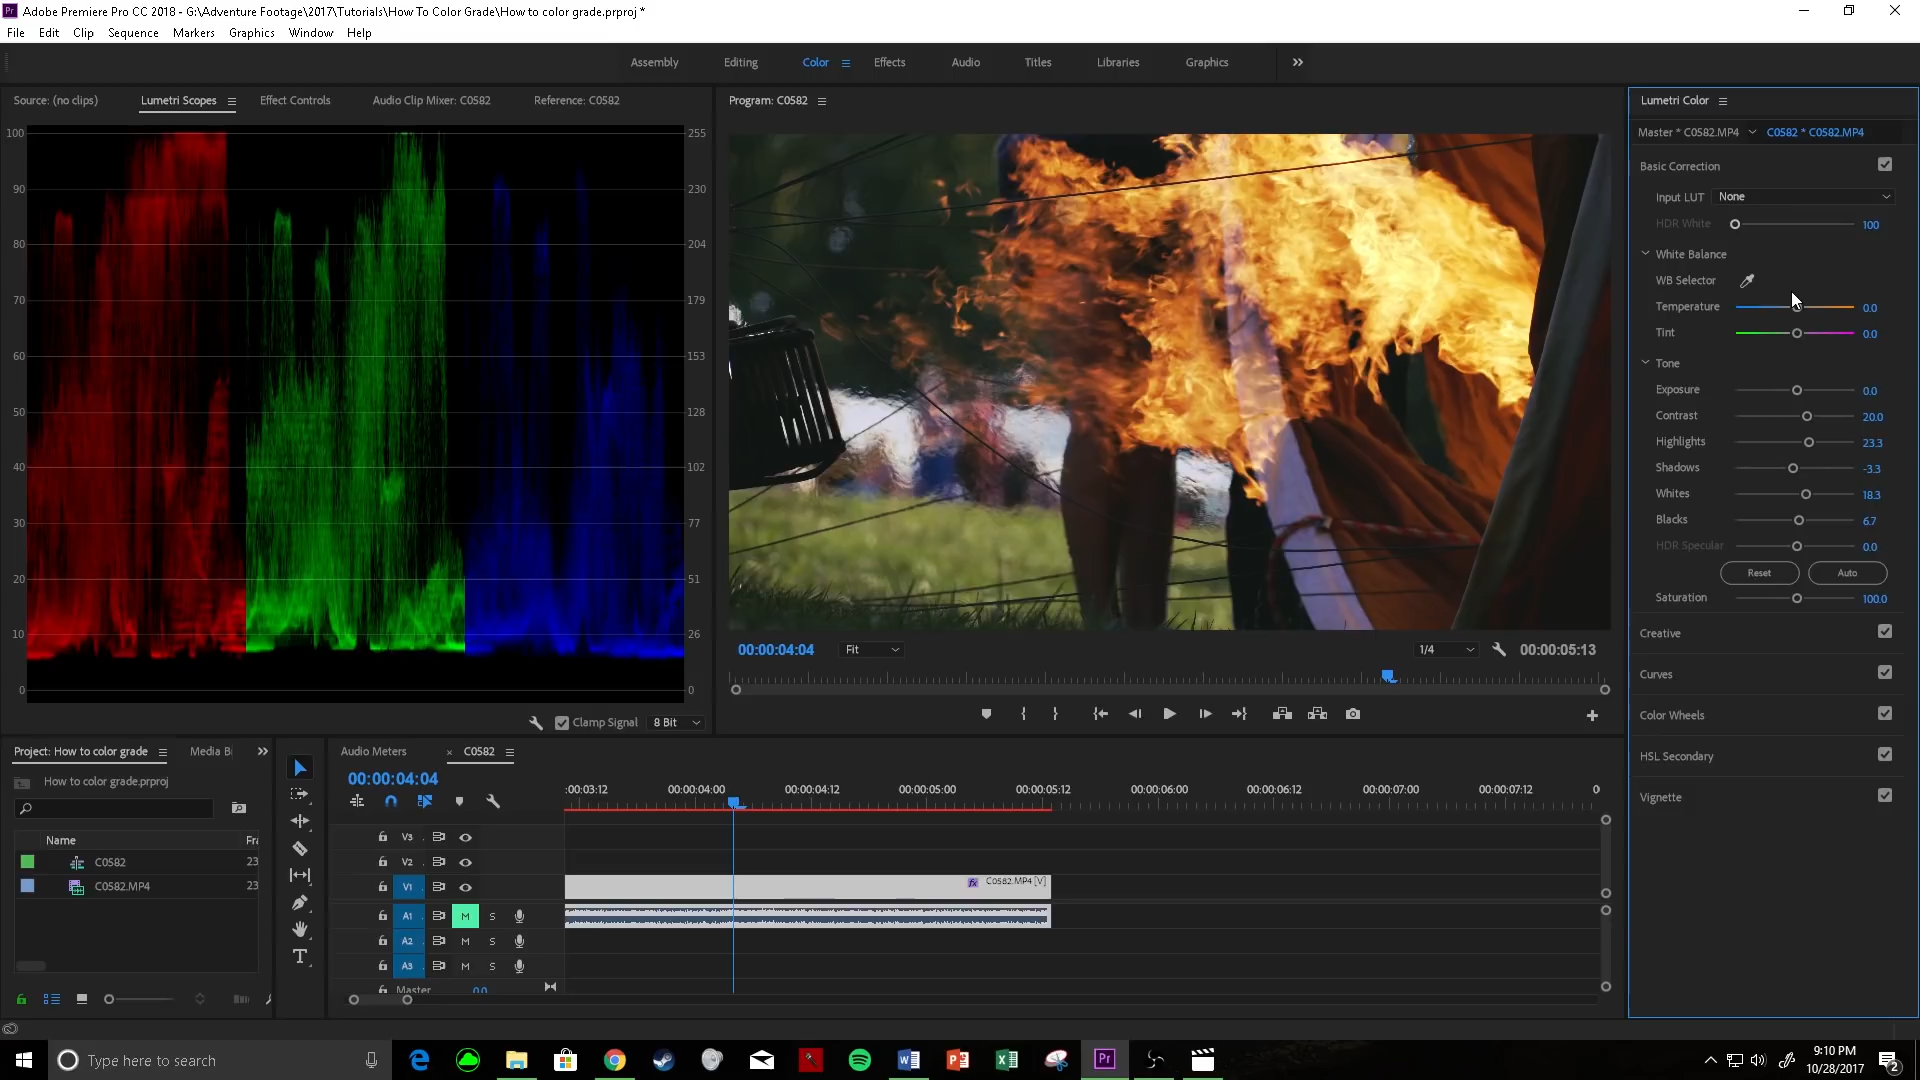 Pr Adobe Premiere Pro CC 2018 - G:\Adventure Footage\2017\Tutorials\How To Color Grade\How to color grade.prproj *
File Edit Clip Sequence Markers Graphics Window Help
Assembly Editing Color Effects Audio Titles Libraries Graphics
Source: (no clips) Lumetri Scopes Effect Controls Audio Clip Mixer: C0582 Reference: C0582
100 255
90 230
80 204
70 179
60 153
50 128
40 102
30 77
20 51
10 26
0 0
Clamp Signal 8 Bit
Program: C0582
00:00:04:04 Fit 1/4 00:00:05:13
Lumetri Color
Master * C0582.MP4 C0582 * C0582.MP4
Basic Correction
Input LUT None
HDR White 100
White Balance
WB Selector
Temperature 0.0
Tint 0.0
Tone
Exposure 0.0
Contrast 20.0
Highlights 23.3
Shadows -3.3
Whites 18.3
Blacks 6.7
HDR Specular 0.0
Reset Auto
Saturation 100.0
Creative
Curves
Color Wheels
HSL Secondary
Vignette
Project: How to color grade Media Bi
How to color grade.prproj
Name Fra
C0582 23
C0582.MP4 23
T
Audio Meters × C0582
00:00:04:04
:00:03:12 00:00:04:00 00:00:04:12 00:00:05:00 00:00:05:12 00:00:06:00 00:00:06:12 00:00:07:00 00:00:07:12 0
V3
V2
V1 fx C0582.MP4 [V]
A1 M S
A2 M S
A3 M S
Master 0.0
Type here to search
Pr
9:10 PM
10/28/2017
2